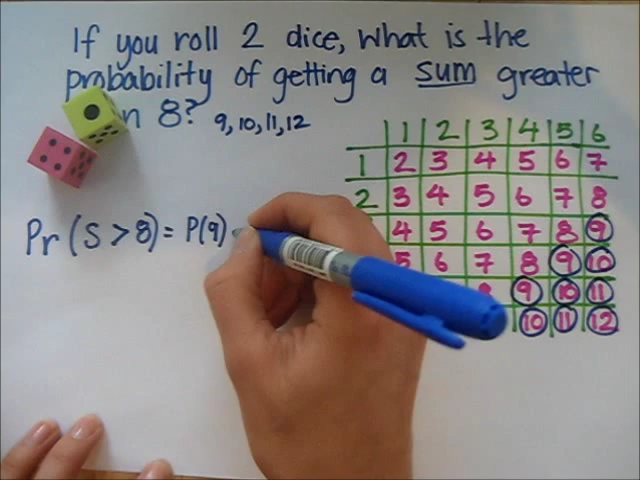 If you roll 2 dice, what is the
probability of getting a sum greater
n 8? 9, 10, 11, 12
1 2 3 4 5 6
1 2 3 4 5 6 7
2 3 4 5 6 7 8
4 5 6 7 8 9
5 6 7 8 9 10
9 10 11
10 11 12
Pr (S > 8) = P(9)